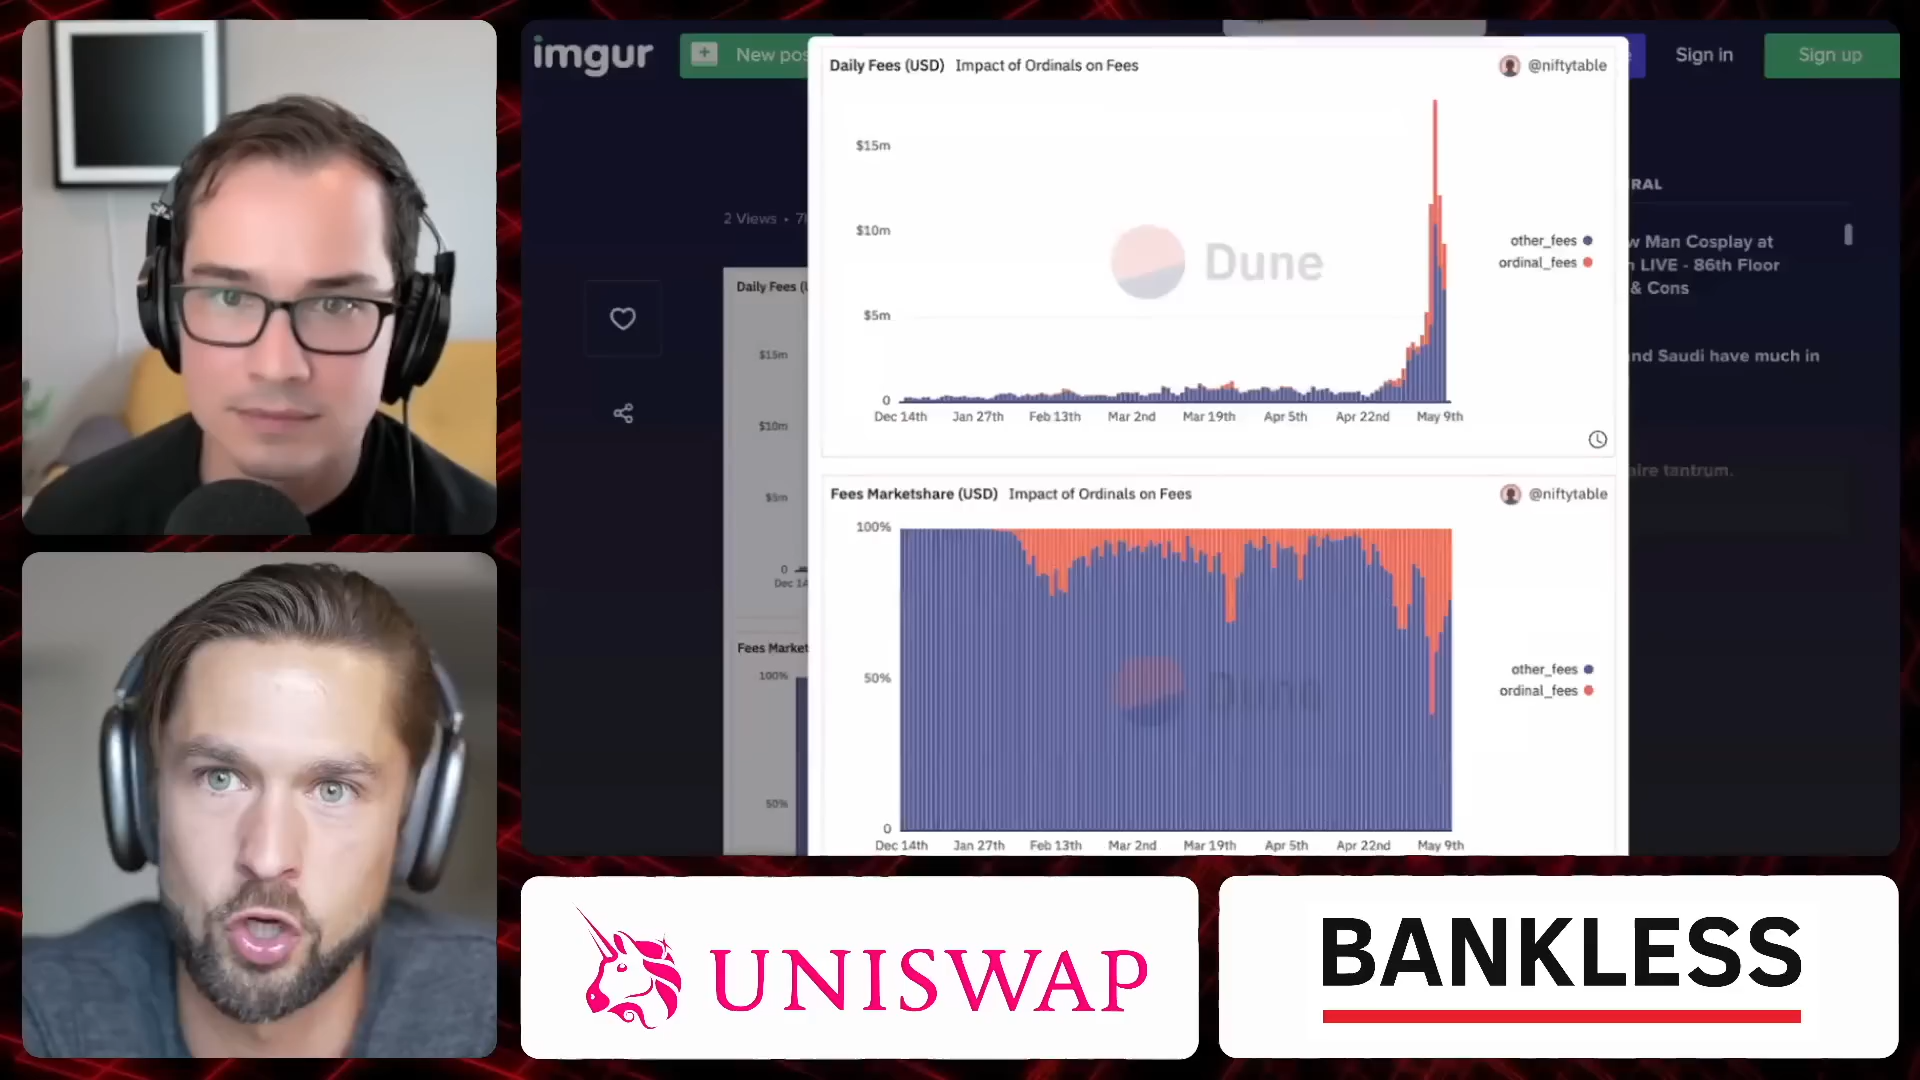 imgur
New pos
Sign in
Sign up
Daily Fees (USD) Impact of Ordinals on Fees
@niftytable
$15m
$10m
$5m
0
Dec 14th Jan 27th Feb 13th Mar 2nd Mar 19th Apr 5th Apr 22nd May 9th
Dune
other_fees
ordinal_fees
Fees Marketshare (USD) Impact of Ordinals on Fees
@niftytable
100%
50%
0
Dec 14th Jan 27th Feb 13th Mar 2nd Mar 19th Apr 5th Apr 22nd May 9th
Dune
other_fees
ordinal_fees
2 Views • 7
Daily Fees (U
$15m
$10m
$5m
0
Dec 14
Fees Market
100%
50%
RAL
w Man Cosplay at
LIVE - 86th Floor
& Cons
nd Saudi have much in
aire tantrum.
UNISWAP
BANKLESS